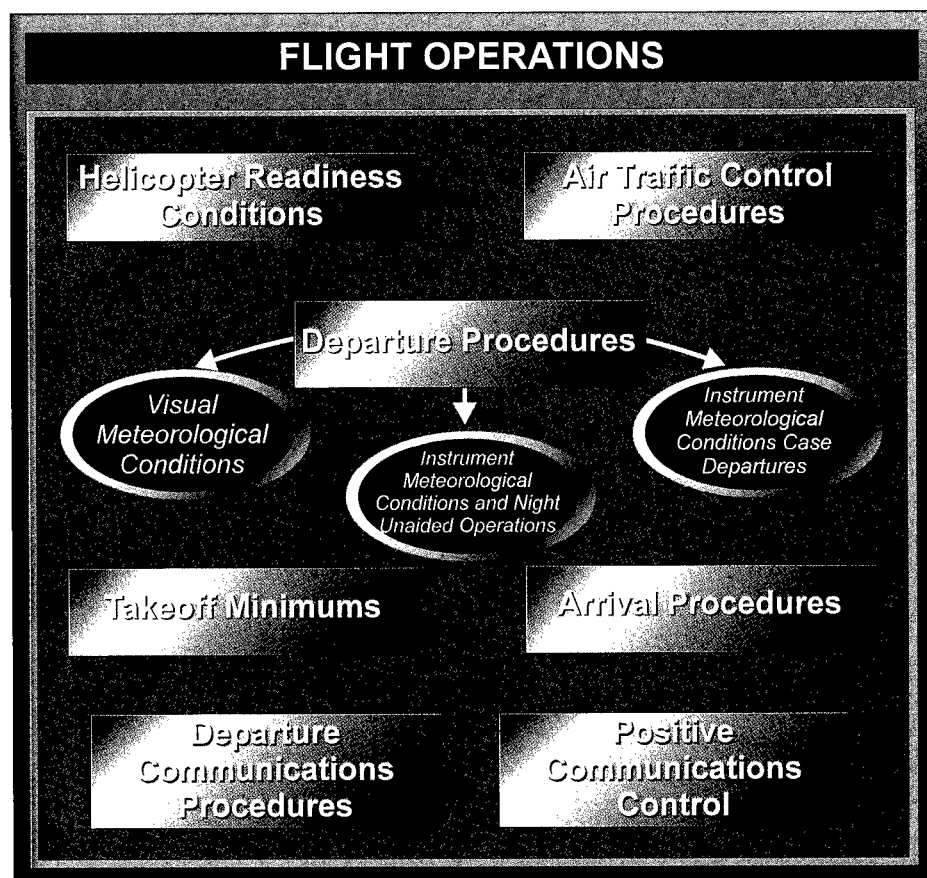 FLIGHT OPERATIONS
Helicopter Readiness
Conditions
Air Traffic Control
Procedures
Departure Procedures
Visual
Meteorological
Conditions
Instrument
Meteorological
Conditions and Night
Unaided Operations
Instrument
Meteorological
Conditions Case
Departures
Takeoff Minimums
Arrival Procedures
Departure
Communications
Procedures
Positive
Communications
Control